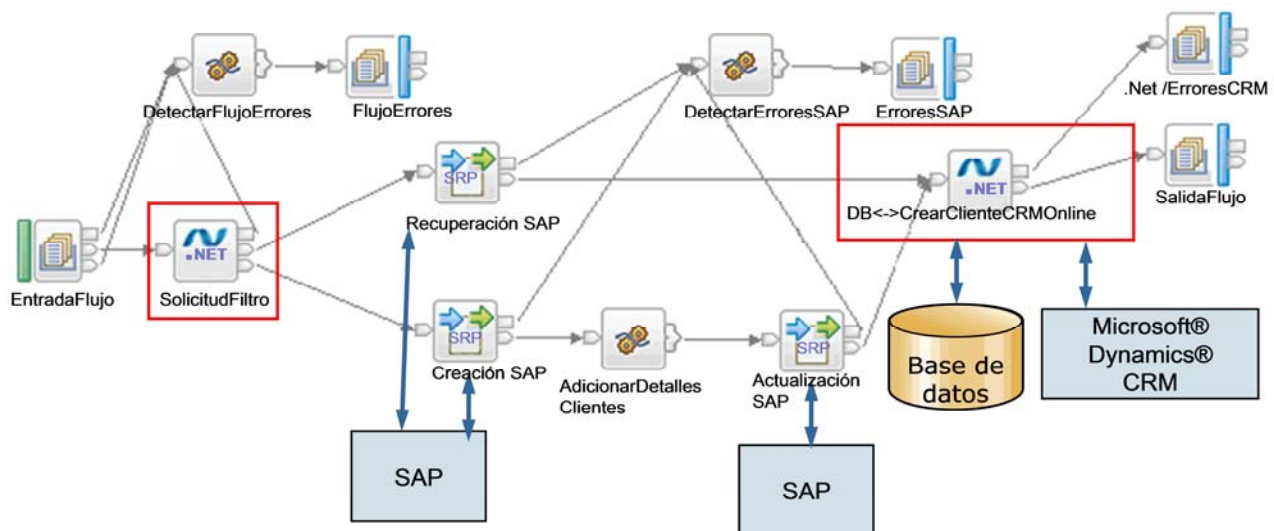 DetectarFlujoErrores
FlujoErrores
DetectarErroresSAP
ErroresSAP
.Net /ErroresCRM
SRP
.NET
.NET
Recuperación SAP
DB<->CrearClienteCRMOnline
SalidaFlujo
EntradaFlujo
SolicitudFiltro
SRP
SRP
Creación SAP
AdicionarDetalles
Clientes
Actualización
SAP
Base de
datos
Microsoft®
Dynamics®
CRM
SAP
SAP